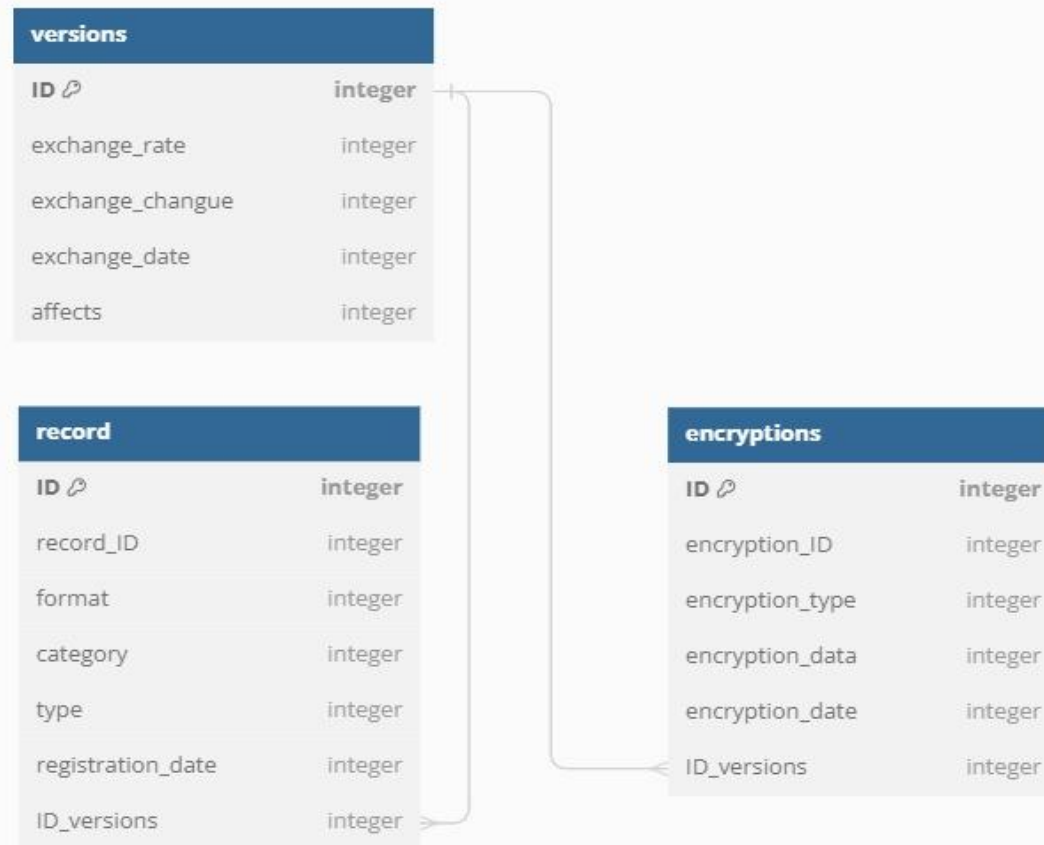 versions
ID integer
exchange_rate integer
exchange_changue integer
exchange_date integer
affects integer
record
ID integer
record_ID integer
format integer
category integer
type integer
registration_date integer
ID_versions integer
encryptions
ID integer
encryption_ID integer
encryption_type integer
encryption_data integer
encryption_date integer
ID_versions integer